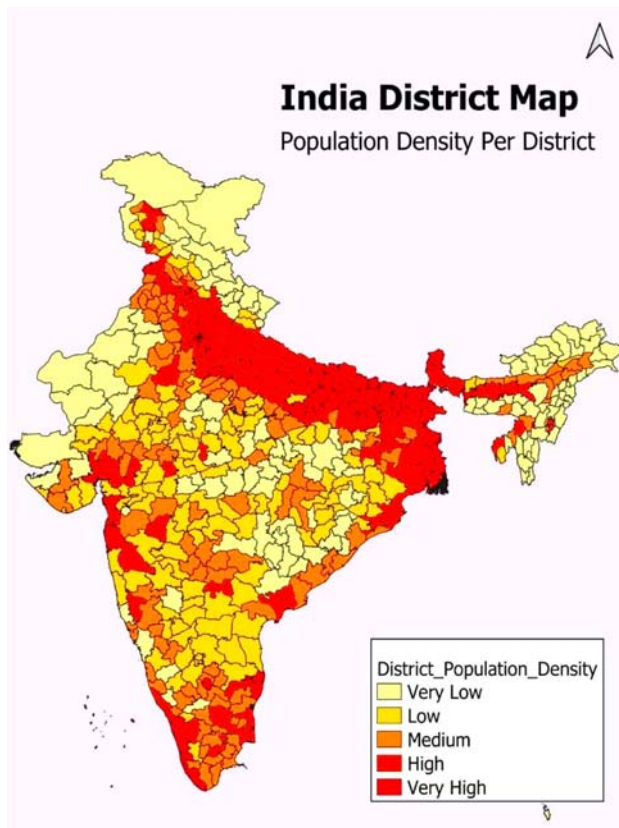 India District Map
Population Density Per District
District_Population_Density
Very Low
Low
Medium
High
Very High